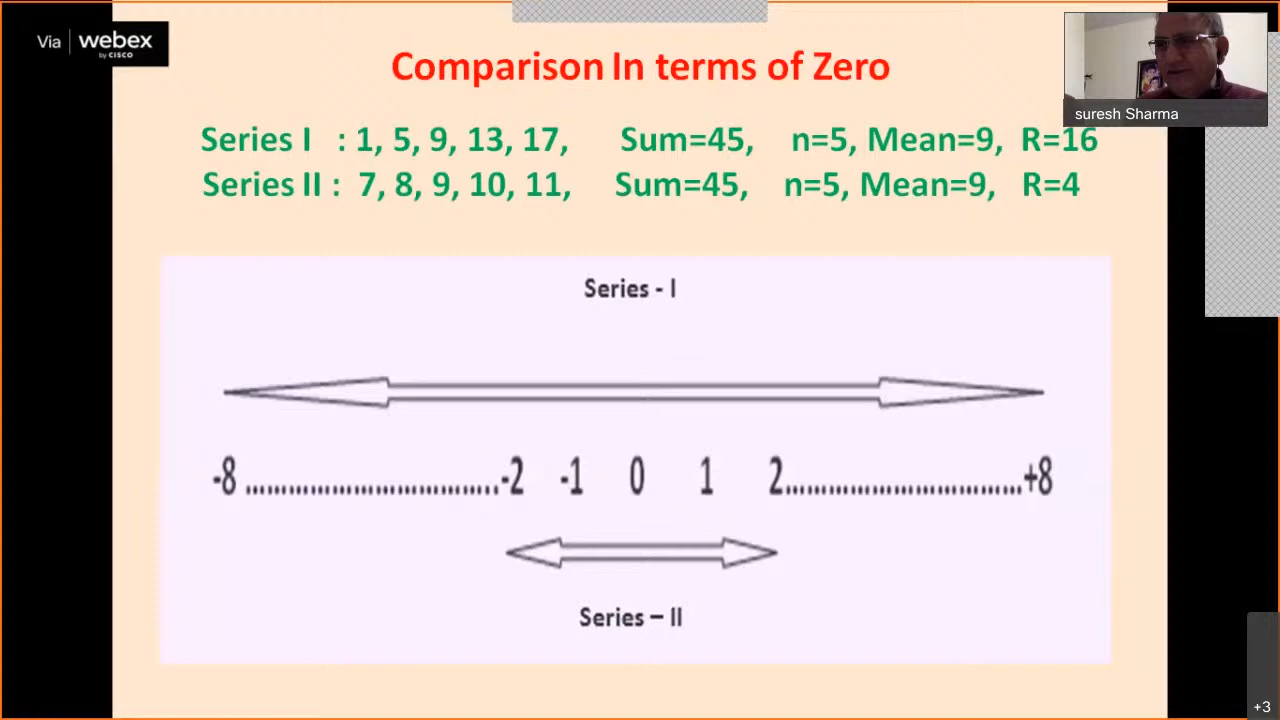 Via webex
by CISCO
Comparison In terms of Zero
suresh Sharma
Series I : 1, 5, 9, 13, 17, Sum=45, n=5, Mean=9, R=16
Series II : 7, 8, 9, 10, 11, Sum=45, n=5, Mean=9, R=4
Series - I
-8 ......................................-2 -1 0 1 2....................................+8
Series – II
+3